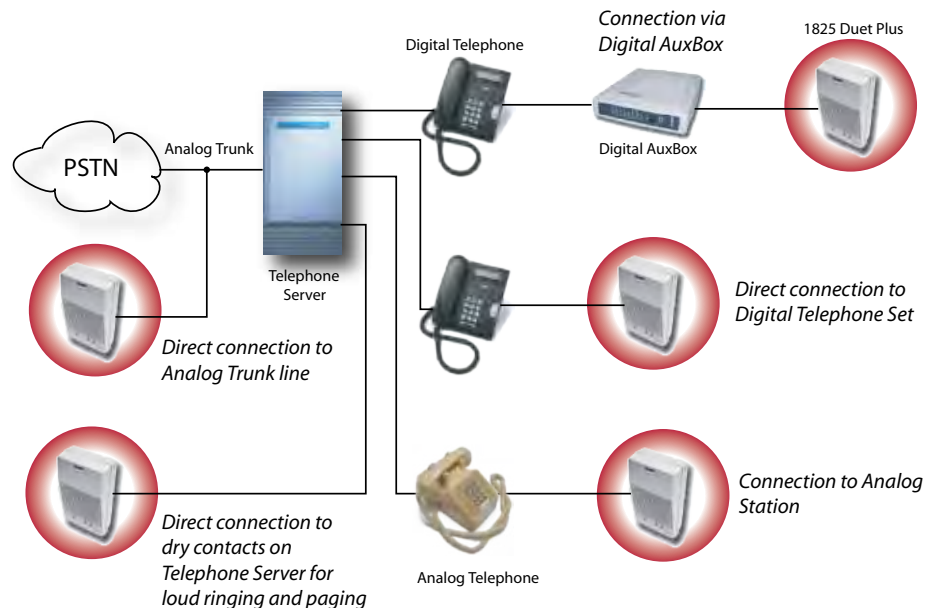 Connection via
Digital AuxBox
1825 Duet Plus
Digital Telephone
Digital AuxBox
PSTN
Analog Trunk
Telephone
Server
Direct connection to
Analog Trunk line
Direct connection to
Digital Telephone Set
Direct connection to
dry contacts on
Telephone Server for
loud ringing and paging
Analog Telephone
Connection to Analog
Station